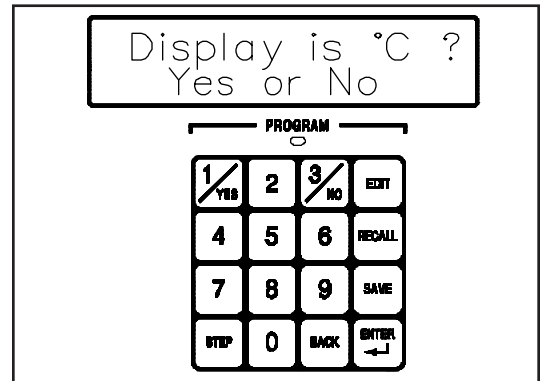 Display is °C ?
Yes or No
PROGRAM
1/YES 2 3/NO EDIT
4 5 6 RECALL
7 8 9 SAVE
STEP 0 BACK ENTER